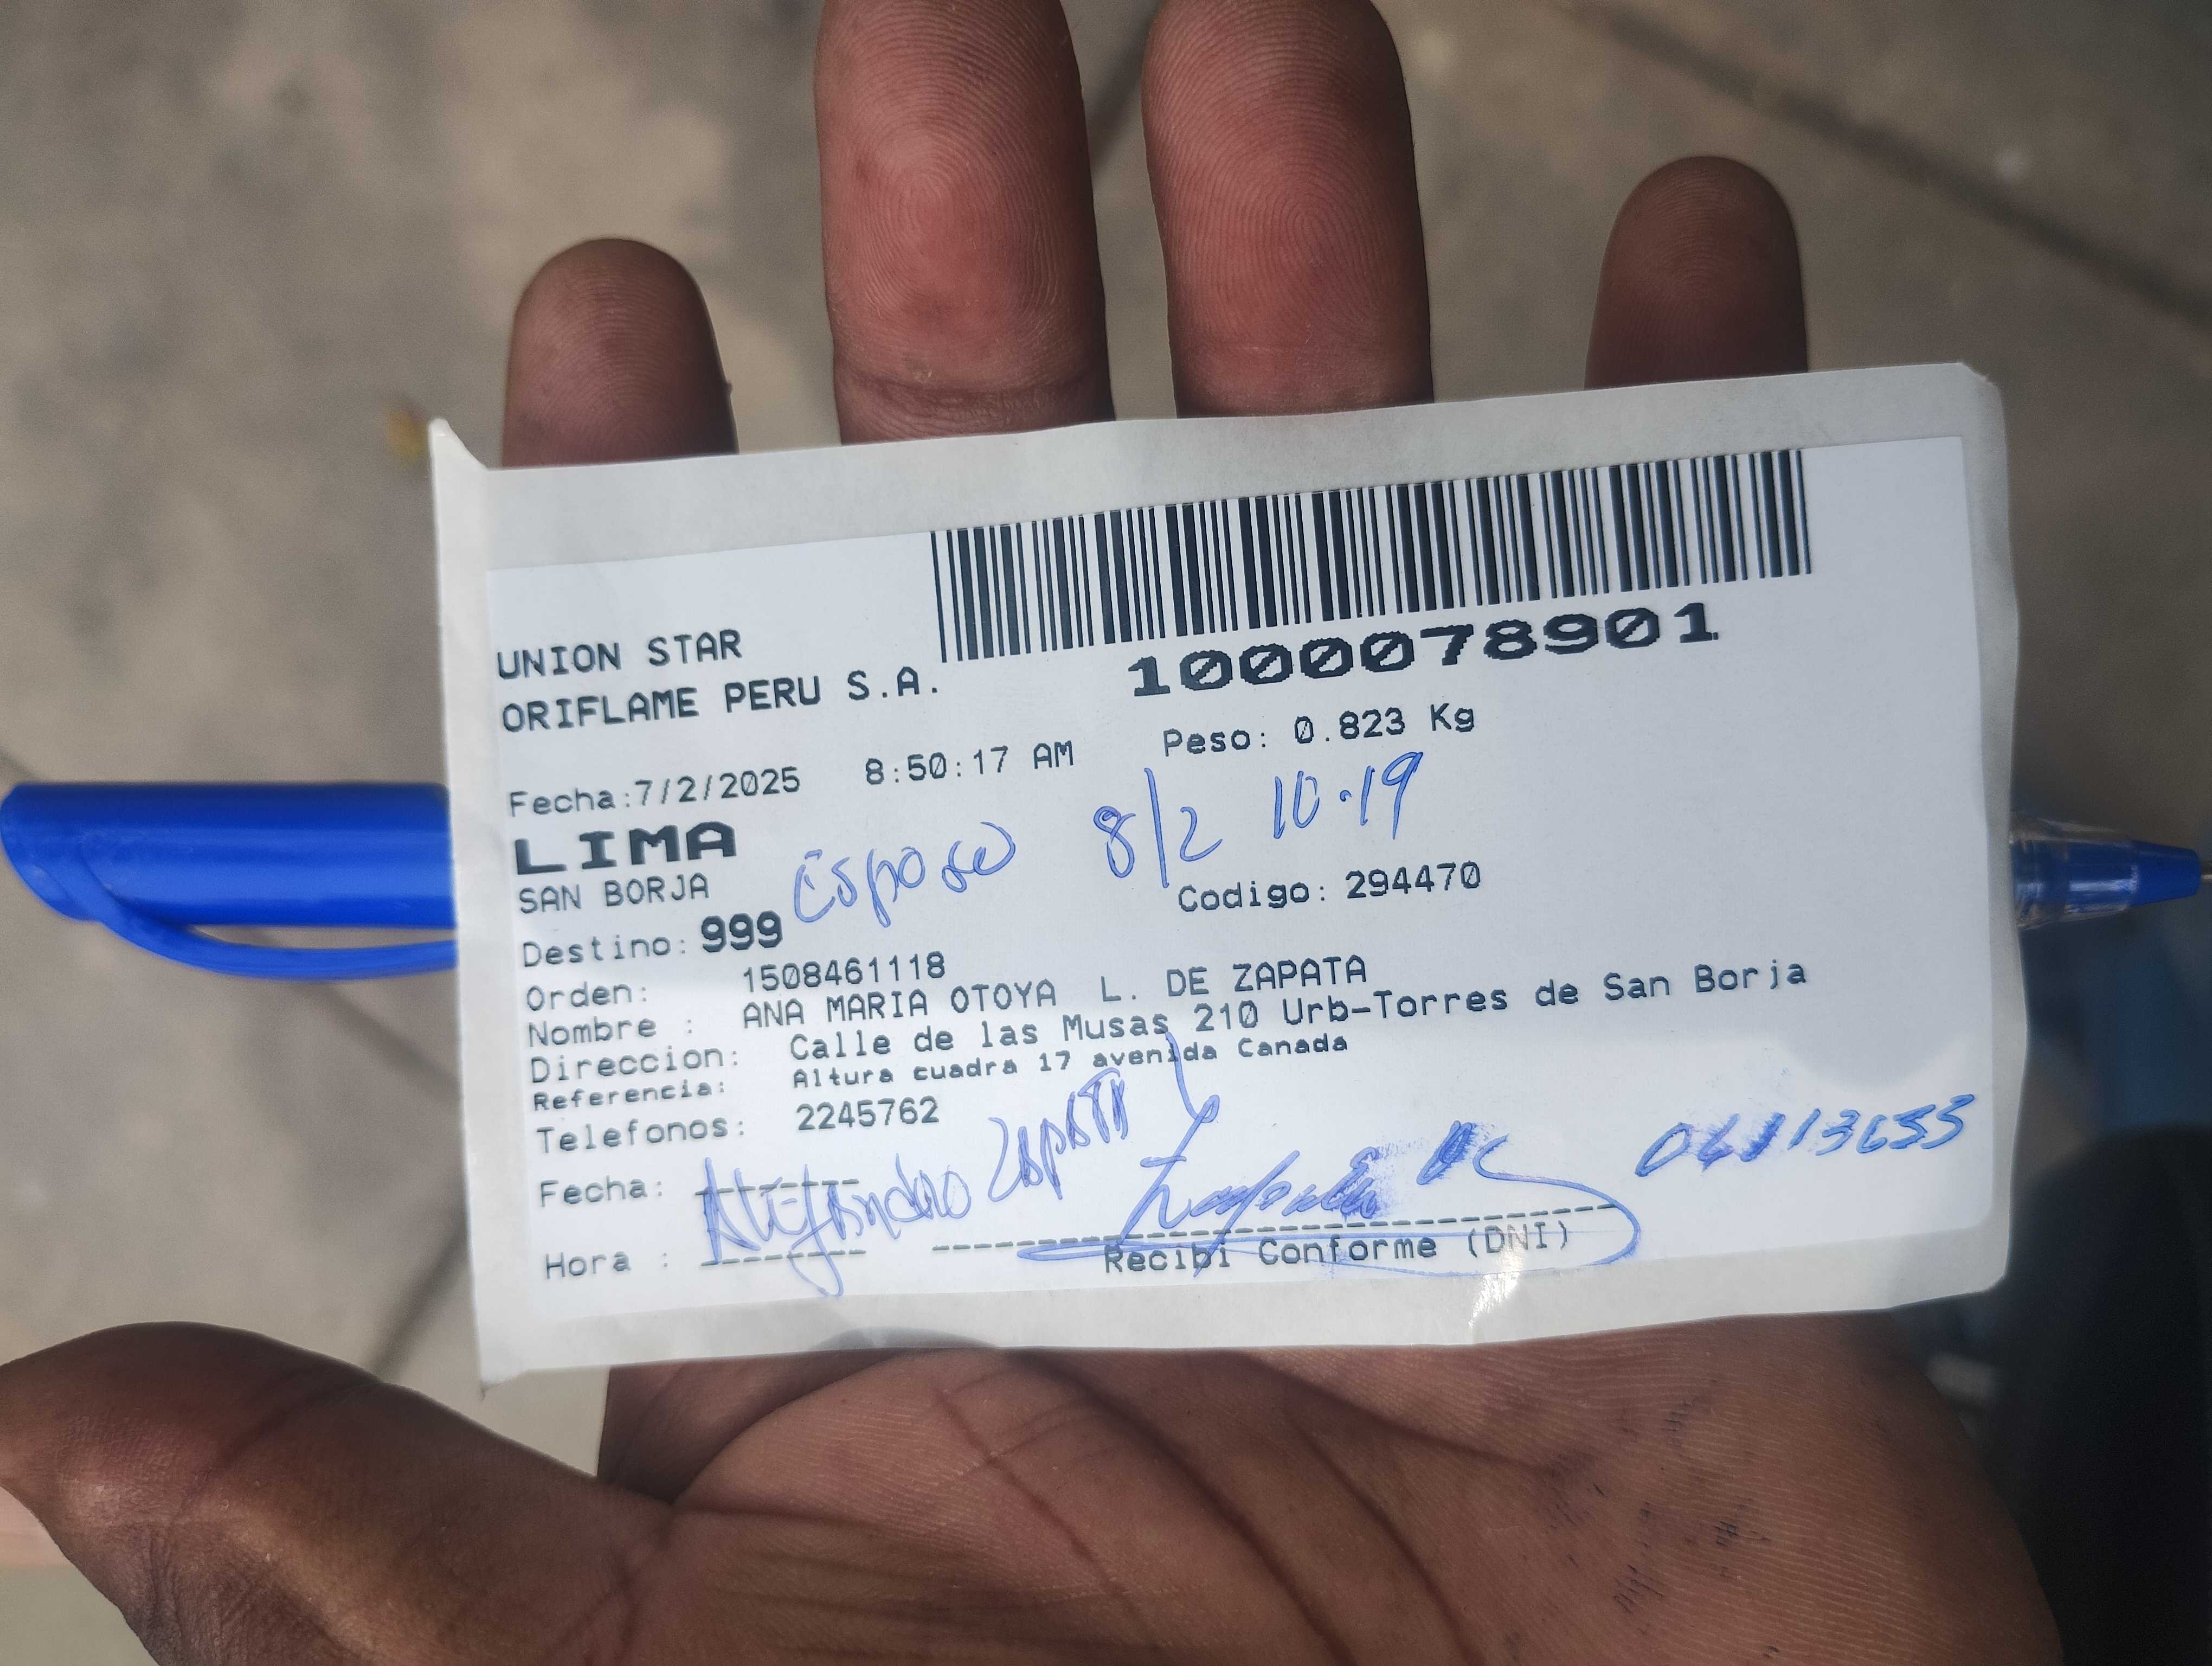 UNION STAR
ORIFLAME PERU S.A.
1000078901
Fecha:7/2/2025 8:50:17 AM Peso: 0.823 Kg
LIMA
Esposo 8/2 10.19
SAN BORJA
Codigo: 294470
Destino: 999
Orden: 1508461118
Nombre : ANA MARIA OTOYA L. DE ZAPATA
Direccion: Calle de las Musas 210 Urb-Torres de San Borja
Referencia: Altura cuadra 17 avenida Canada
Telefonos: 2245762
Alejandro Zapata
Fecha:
Hora :
Recibi Conforme (DNI)